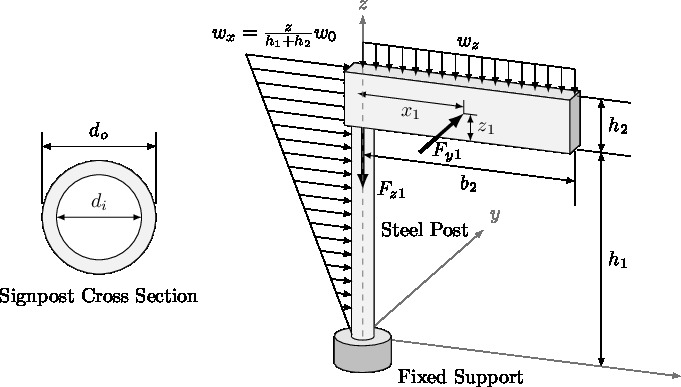 z
w_x = \frac{z}{h_1+h_2} w_0
w_z
x_1
z_1
h_2
d_o
F_{y1}
b_2
F_{z1}
d_i
y
Steel Post
h_1
Signpost Cross Section
Fixed Support